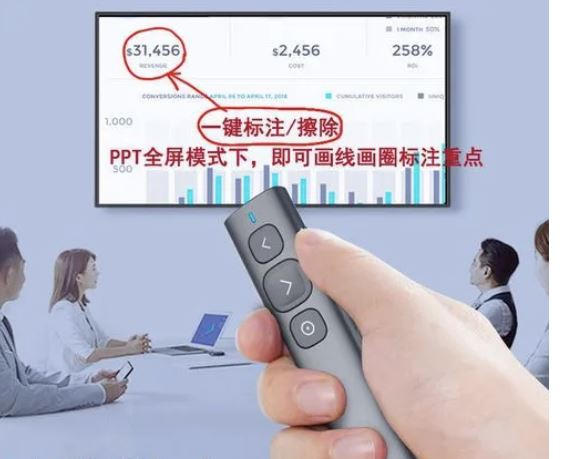 1 MONTH 50%
$31,456
REVENUE
$2,456
COST
258%
ROI
CONVERSIONS RANGE APRIL 06 TO APRIL 17, 2018
CUMULATIVE VISITORS
UNIQ
1,000
一键标注/擦除
PPT全屏模式下，即可画线画圈标注重点
500